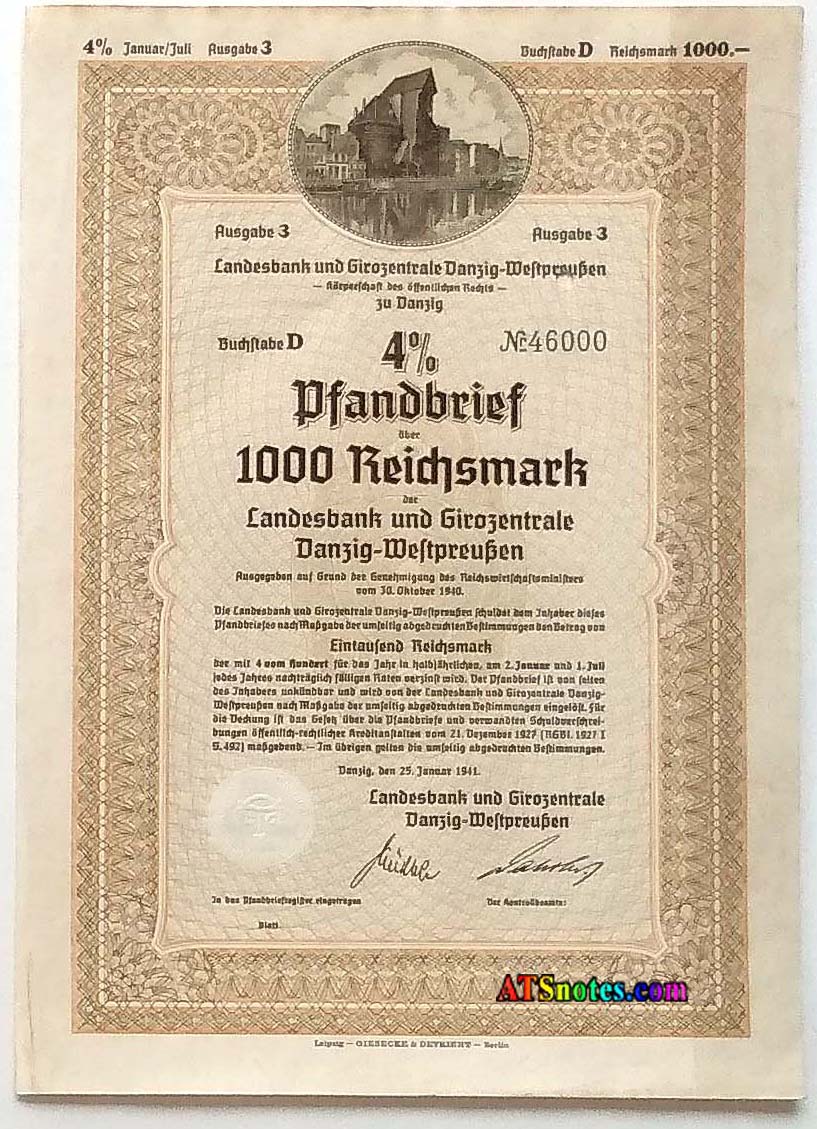 4% Januar/Juli Ausgabe 3 Buchstabe D Reichsmark 1000.—
Ausgabe 3 Ausgabe 3
Landesbank und Girozentrale Danzig-Westpreußen
— Körperschaft des öffentlichen Rechts —
zu Danzig
Buchstabe D 4% № 46000
Pfandbrief
über
1000 Reichsmark
der
Landesbank und Girozentrale
Danzig-Westpreußen
Ausgegeben auf Grund der Genehmigung des Reichswirtschaftsministers
vom 30. Oktober 1940.
Die Landesbank und Girozentrale Danzig-Westpreußen schuldet dem Inhaber dieses
Pfandbriefes nach Maßgabe der umseitig abgedruckten Bestimmungen den Betrag von
Eintausend Reichsmark
der mit 4 vom Hundert für das Jahr in halbjährlichen, am 2. Januar und 1. Juli
jedes Jahres nachträglich fälligen Raten verzinst wird. Der Pfandbrief ist von seiten
des Inhabers unkündbar und wird von der Landesbank und Girozentrale Danzig-
Westpreußen nach Maßgabe der umseitig abgedruckten Bestimmungen eingelöst. Für
die Deckung ist das Gesetz über die Pfandbriefe und verwandten Schuldverschrei-
bungen öffentlich-rechtlicher Kreditanstalten vom 21. Dezember 1927 (RGBl. 1927 I
S. 492) maßgebend. — Im übrigen gelten die umseitig abgedruckten Bestimmungen.
Danzig, den 25. Januar 1941.
Landesbank und Girozentrale
Danzig-Westpreußen
In das Pfandbriefregister eingetragen Der Kontrollbeamte:
Blatt
ATSnotes.com
Leipzig — GIESECKE & DEVRIENT — Berlin